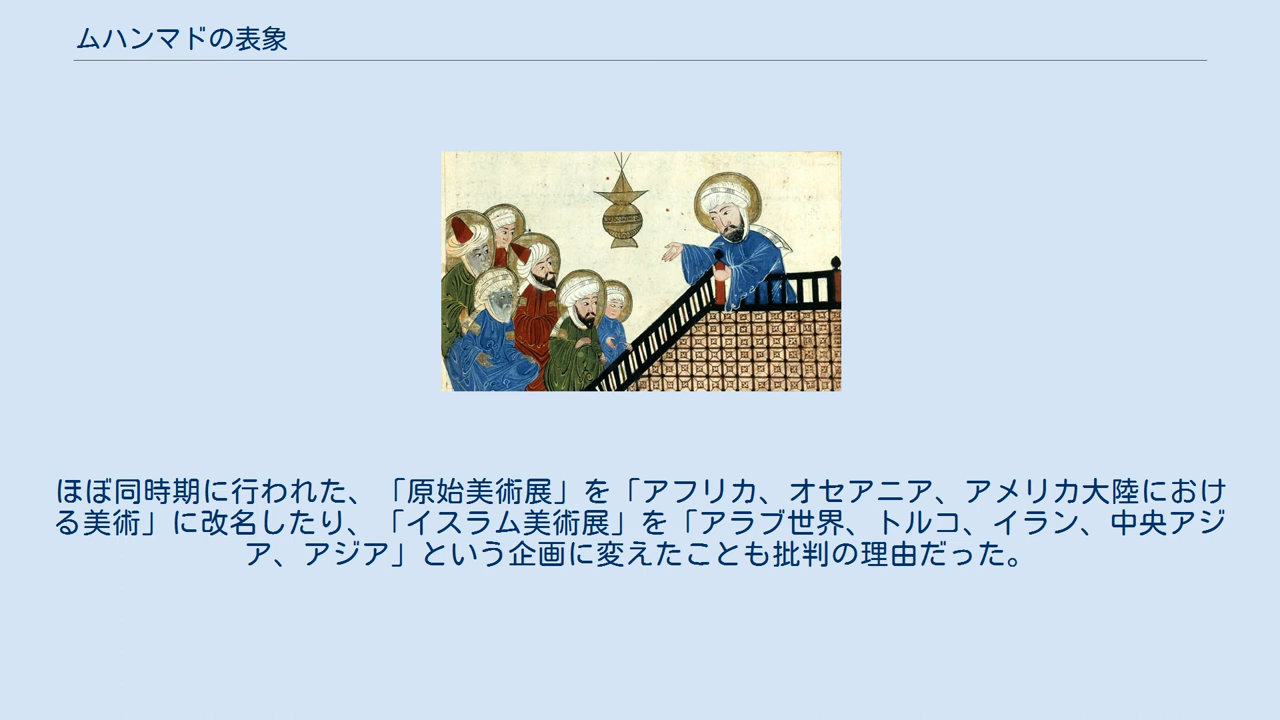 ムハンマドの表象
ほぼ同時期に行われた、「原始美術展」を「アフリカ、オセアニア、アメリカ大陸におけ
る美術」に改名したり、「イスラム美術展」を「アラブ世界、トルコ、イラン、中央アジ
ア、アジア」という企画に変えたことも批判の理由だった。